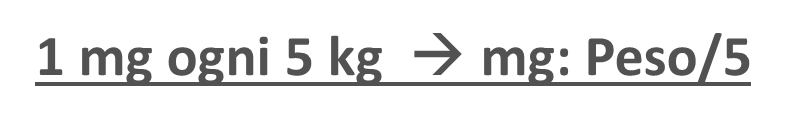 1 mg ogni 5 kg → mg: Peso/5